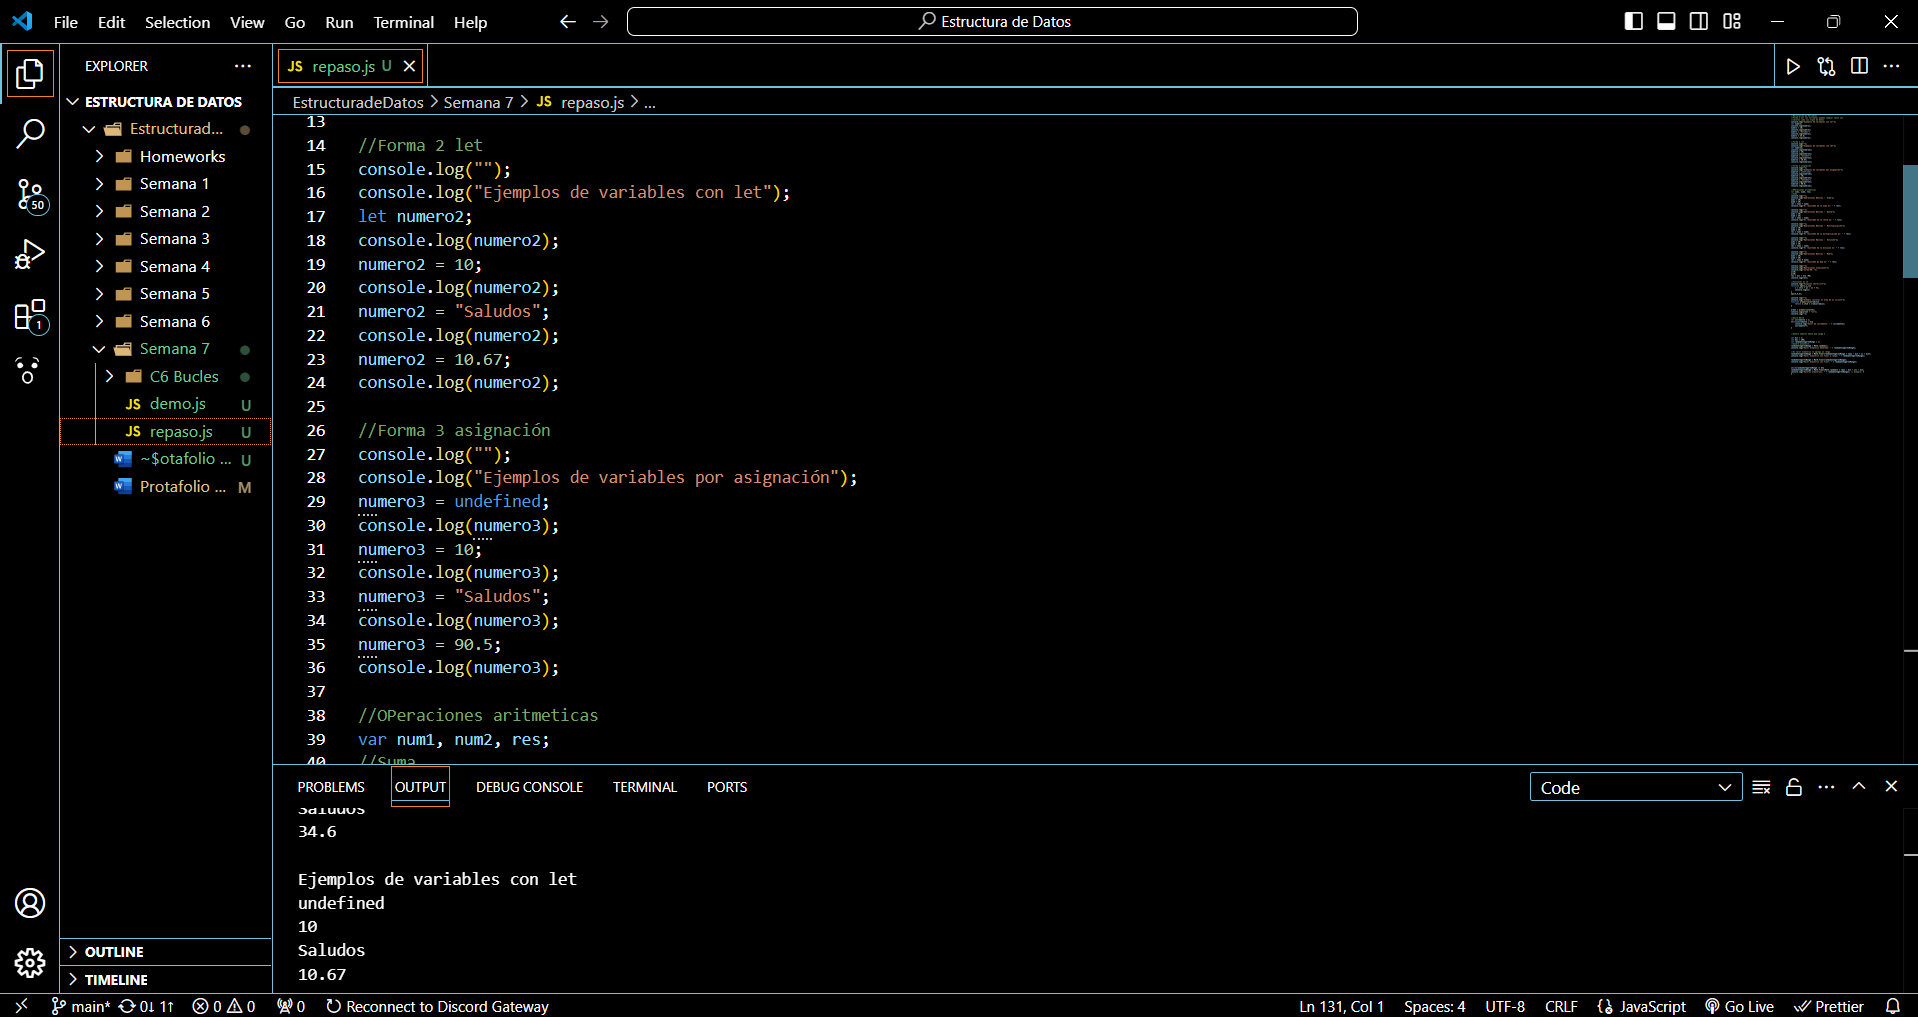 File Edit Selection View Go Run Terminal Help
Estructura de Datos
EXPLORER
JS repaso.js U
ESTRUCTURA DE DATOS
EstructuradeDatos > Semana 7 > JS repaso.js > ...
Estructurad...
Homeworks
Semana 1
Semana 2
Semana 3
Semana 4
Semana 5
Semana 6
Semana 7
C6 Bucles
JS demo.js U
JS repaso.js U
~$otafolio ... U
Protafolio ... M
50
1
OUTLINE
TIMELINE
13
14 //Forma 2 let
15 console.log("");
16 console.log("Ejemplos de variables con let");
17 let numero2;
18 console.log(numero2);
19 numero2 = 10;
20 console.log(numero2);
21 numero2 = "Saludos";
22 console.log(numero2);
23 numero2 = 10.67;
24 console.log(numero2);
25
26 //Forma 3 asignación
27 console.log("");
28 console.log("Ejemplos de variables por asignación");
29 numero3 = undefined;
30 console.log(numero3);
31 numero3 = 10;
32 console.log(numero3);
33 numero3 = "Saludos";
34 console.log(numero3);
35 numero3 = 90.5;
36 console.log(numero3);
37
38 //OPeraciones aritmeticas
39 var num1, num2, res;
40 //Suma
PROBLEMS OUTPUT DEBUG CONSOLE TERMINAL PORTS
Code
Saludos
34.6
Ejemplos de variables con let
undefined
10
Saludos
10.67
main* 0↓ 1↑ 0 0 0 Reconnect to Discord Gateway Ln 131, Col 1 Spaces: 4 UTF-8 CRLF {} JavaScript Go Live Prettier